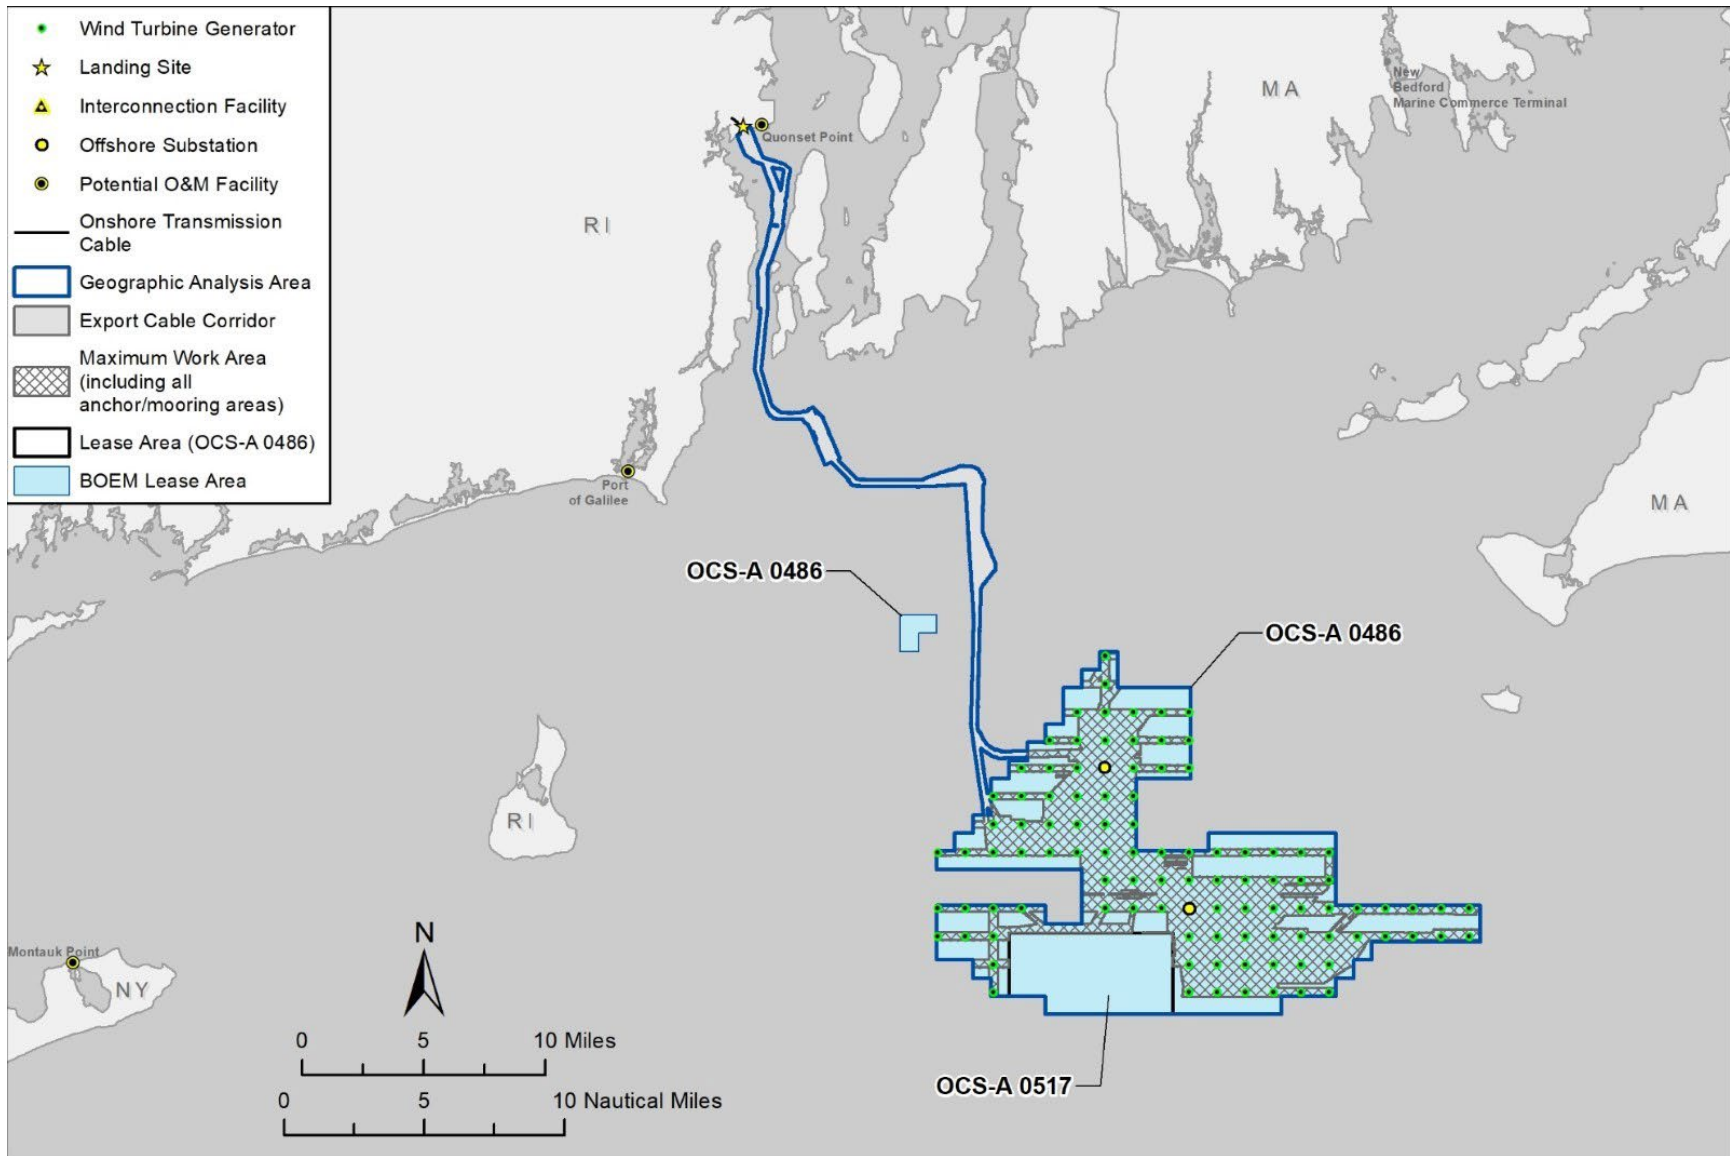 Wind Turbine Generator
Landing Site
Interconnection Facility
Offshore Substation
Potential O&M Facility
Onshore Transmission
Cable
Geographic Analysis Area
Export Cable Corridor
Maximum Work Area
(including all
anchor/mooring areas)
Lease Area (OCS-A 0486)
BOEM Lease Area
MA
New
Bedford
Marine Commerce Terminal
Quonset Point
RI
Port
of Galilee
MA
OCS-A 0486
OCS-A 0486
RI
Montauk Point
NY
N
0 5 10 Miles
0 5 10 Nautical Miles
OCS-A 0517